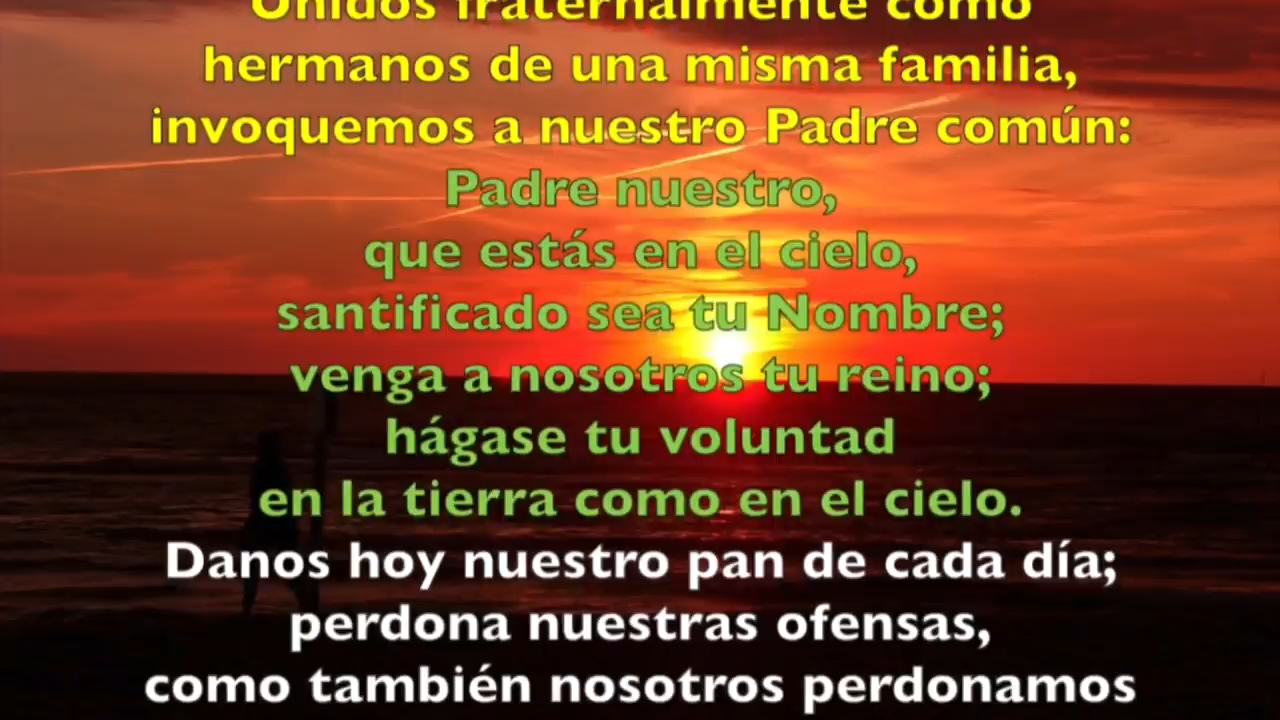 Unidos fraternalmente como
hermanos de una misma familia,
invoquemos a nuestro Padre común:
Padre nuestro,
que estás en el cielo,
santificado sea tu Nombre;
venga a nosotros tu reino;
hágase tu voluntad
en la tierra como en el cielo.
Danos hoy nuestro pan de cada día;
perdona nuestras ofensas,
como también nosotros perdonamos